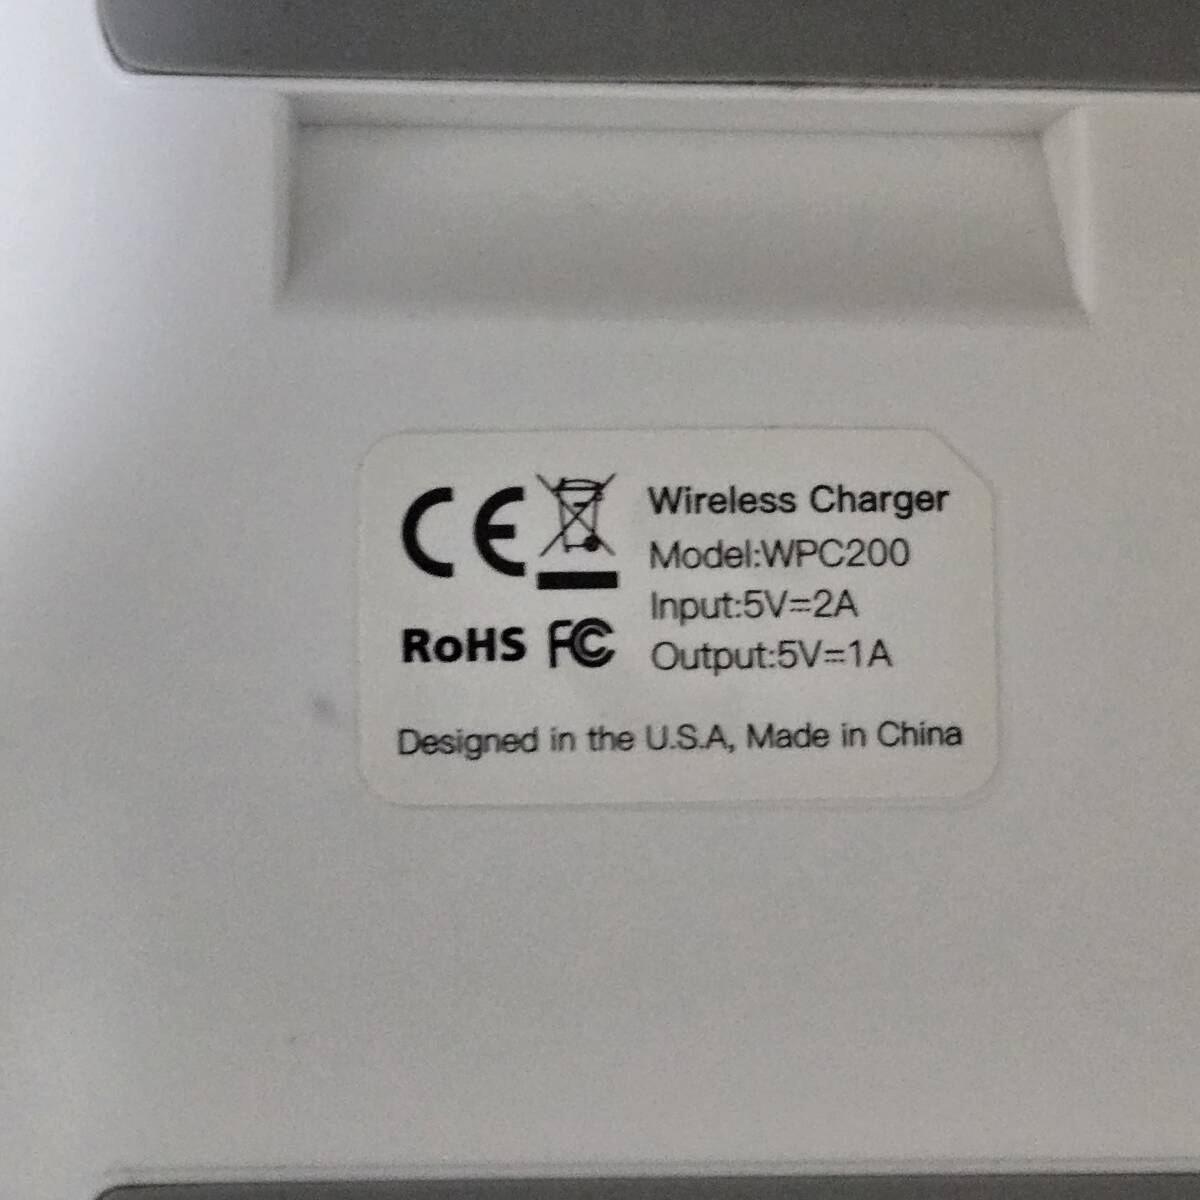 CE
Wireless Charger
Model:WPC200
Input:5V=2A
RoHS FC
Output:5V=1A
Designed in the U.S.A, Made in China